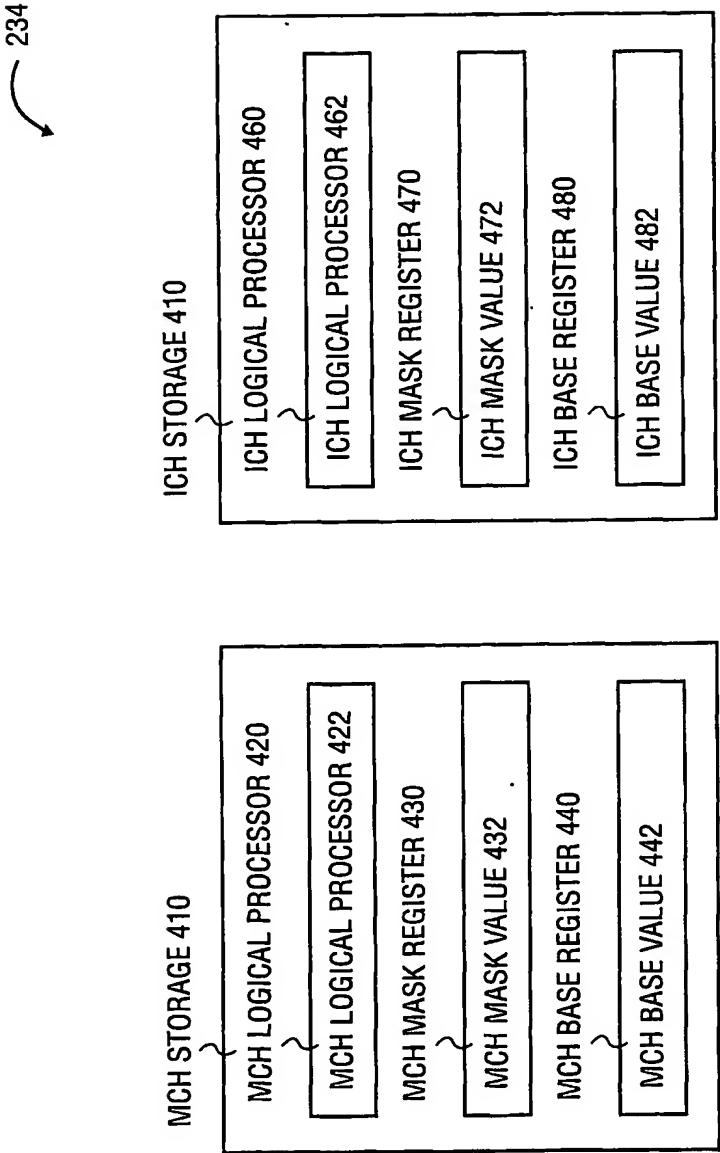 234
MCH STORAGE 410
MCH LOGICAL PROCESSOR 420
MCH LOGICAL PROCESSOR 422
MCH MASK REGISTER 430
MCH MASK VALUE 432
MCH BASE REGISTER 440
MCH BASE VALUE 442
ICH STORAGE 410
ICH LOGICAL PROCESSOR 460
ICH LOGICAL PROCESSOR 462
ICH MASK REGISTER 470
ICH MASK VALUE 472
ICH BASE REGISTER 480
ICH BASE VALUE 482